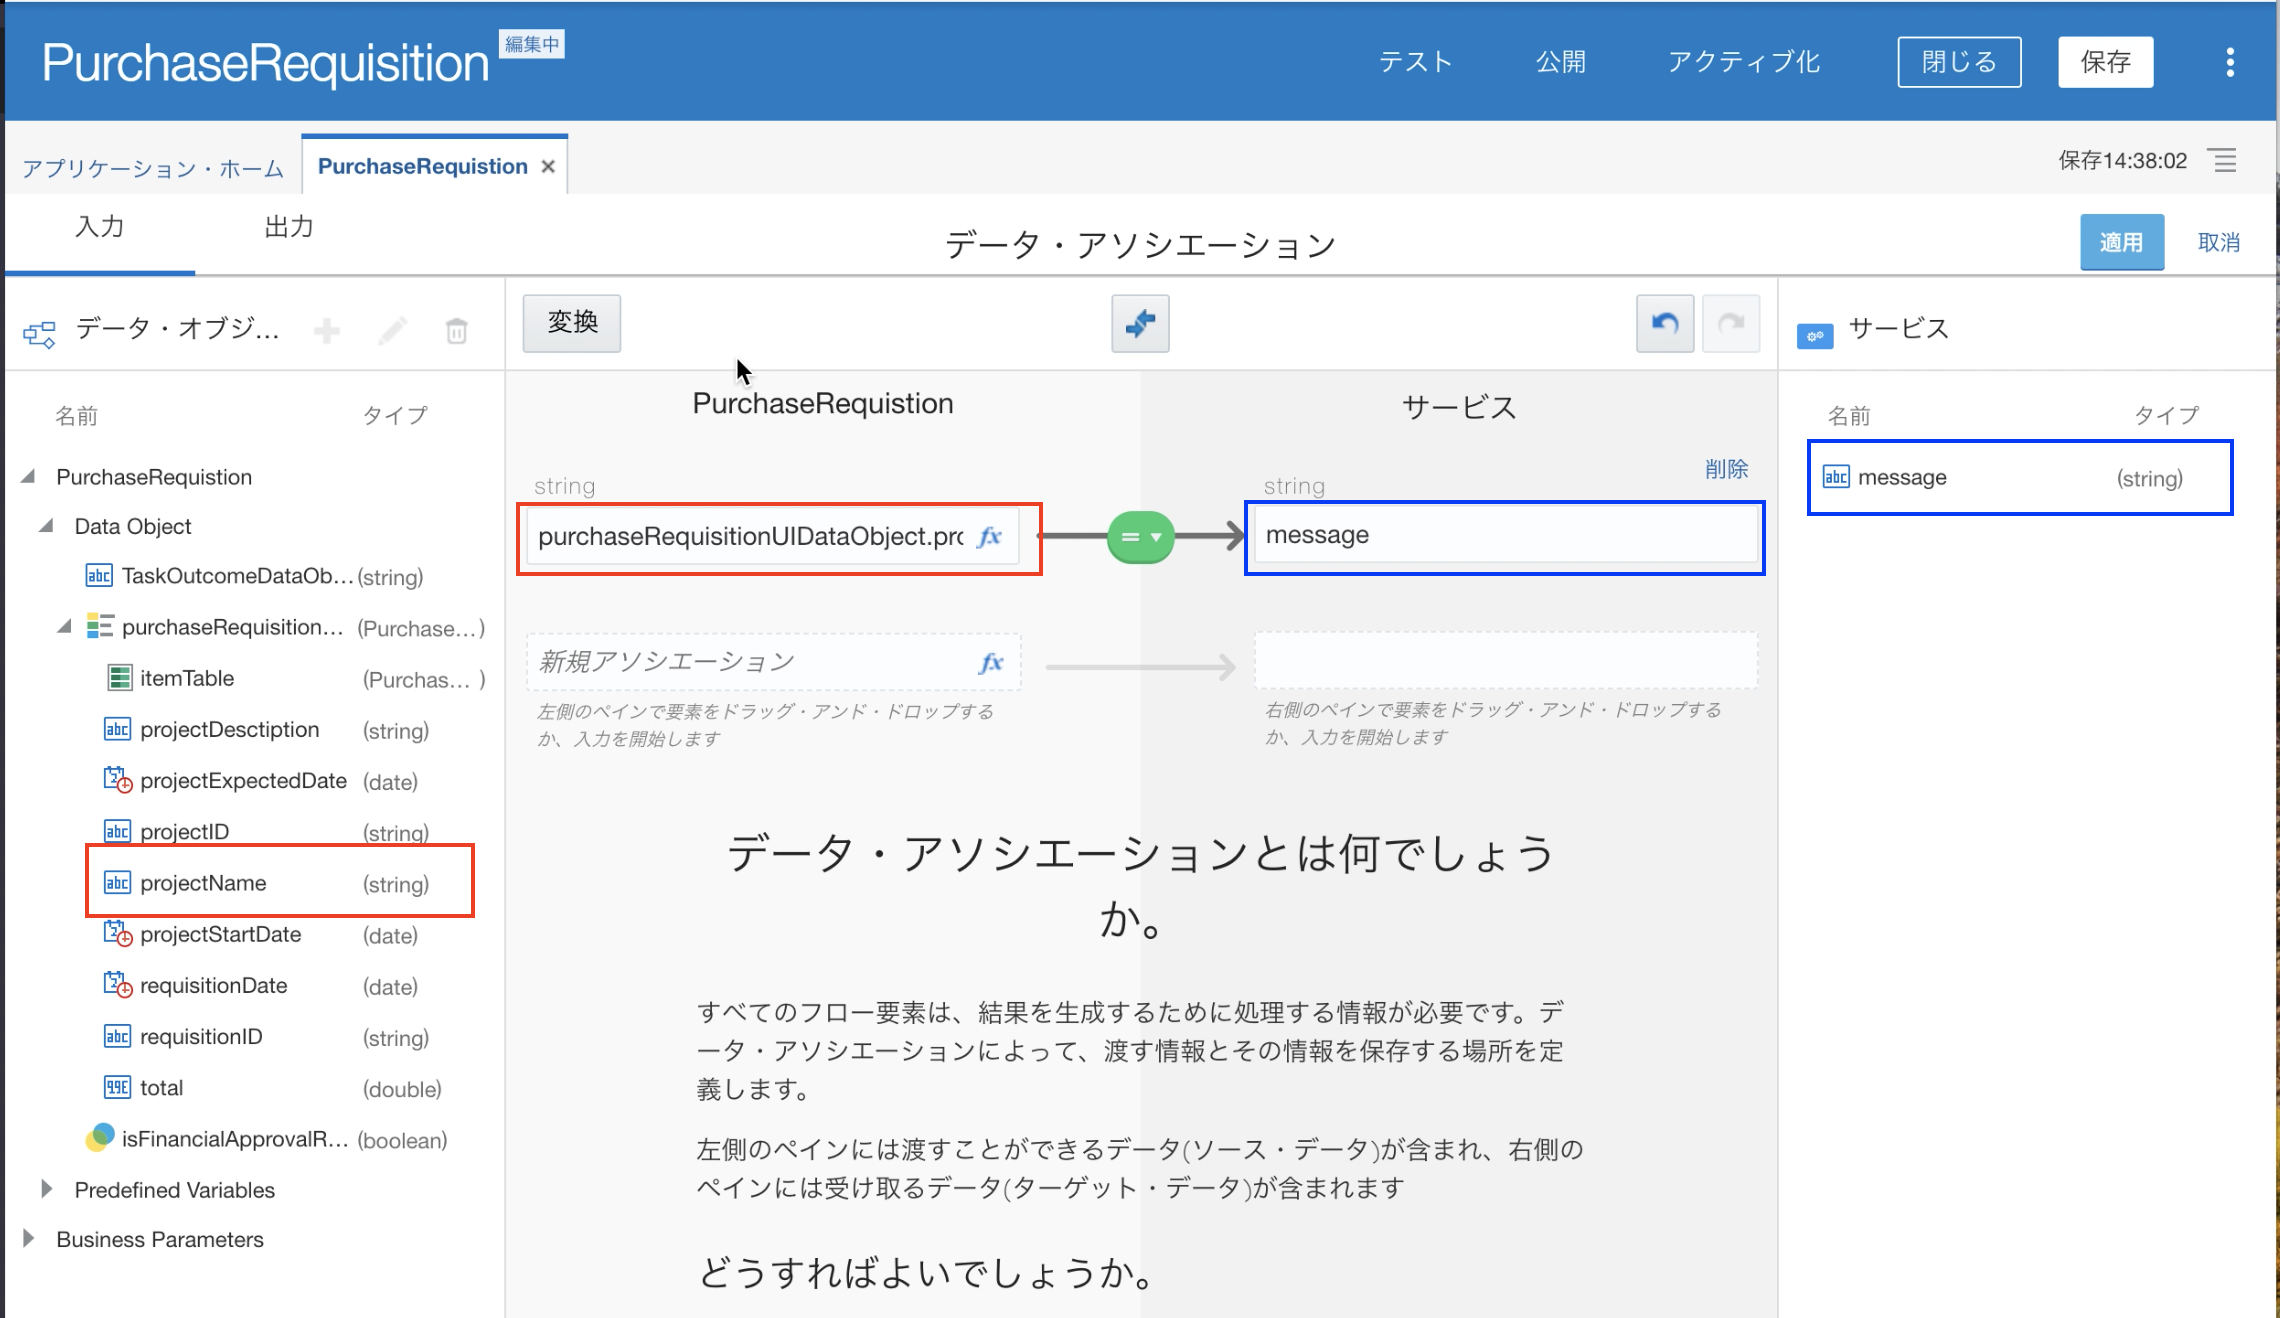 PurchaseRequisition 編集中 テスト 公開 アクティブ化 閉じる 保存
アプリケーション・ホーム PurchaseRequistion × 保存14:38:02
入力 出力 データ・アソシエーション 適用 取消
データ・オブジ... 変換 サービス
名前 タイプ
PurchaseRequistion
Data Object
abc TaskOutcomeDataOb... (string)
purchaseRequisition... (Purchase...)
itemTable (Purchas... )
abc projectDesctiption (string)
projectExpectedDate (date)
abc projectID (string)
abc projectName (string)
projectStartDate (date)
requisitionDate (date)
abc requisitionID (string)
total (double)
isFinancialApprovalR... (boolean)
Predefined Variables
Business Parameters
PurchaseRequistion サービス
削除
string string
purchaseRequisitionUIDataObject.prc fx = message
新規アソシエーション fx
左側のペインで要素をドラッグ・アンド・ドロップする
か、入力を開始します
右側のペインで要素をドラッグ・アンド・ドロップする
か、入力を開始します
データ・アソシエーションとは何でしょう
か。
すべてのフロー要素は、結果を生成するために処理する情報が必要です。デ
ータ・アソシエーションによって、渡す情報とその情報を保存する場所を定
義します。
左側のペインには渡すことができるデータ(ソース・データ)が含まれ、右側の
ペインには受け取るデータ(ターゲット・データ)が含まれます
どうすればよいでしょうか。
名前 タイプ
abc message (string)